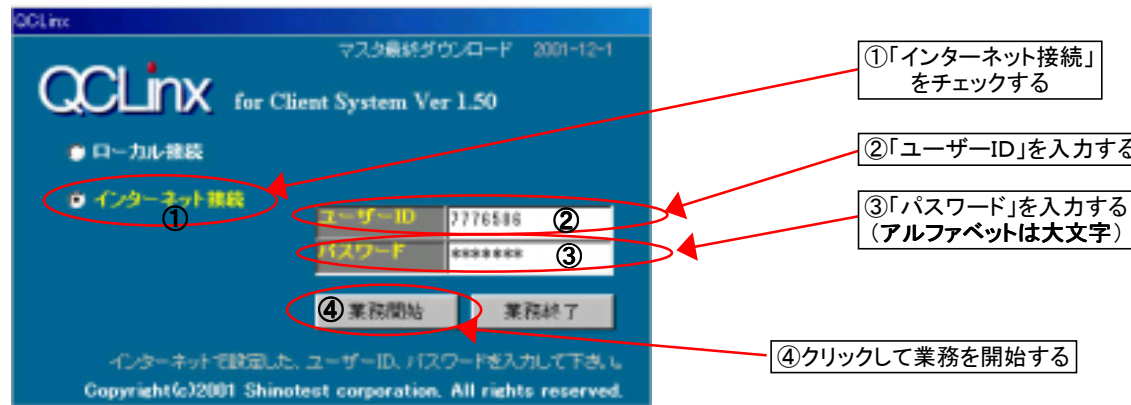 QCLinx
マスタ最終ダウンロード 2001-12-1
QCLinx for Client System Ver 1.50
ローカル接続
インターネット接続
①
ユーザーID 7776586 ②
パスワード ******* ③
④業務開始 業務終了
インターネットで設定した、ユーザーID、パスワードを入力して下さい。
Copyright(c)2001 Shinotest corporation. All rights reserved.
①「インターネット接続」
をチェックする
②「ユーザーID」を入力する
③「パスワード」を入力する
（アルファベットは大文字）
④クリックして業務を開始する